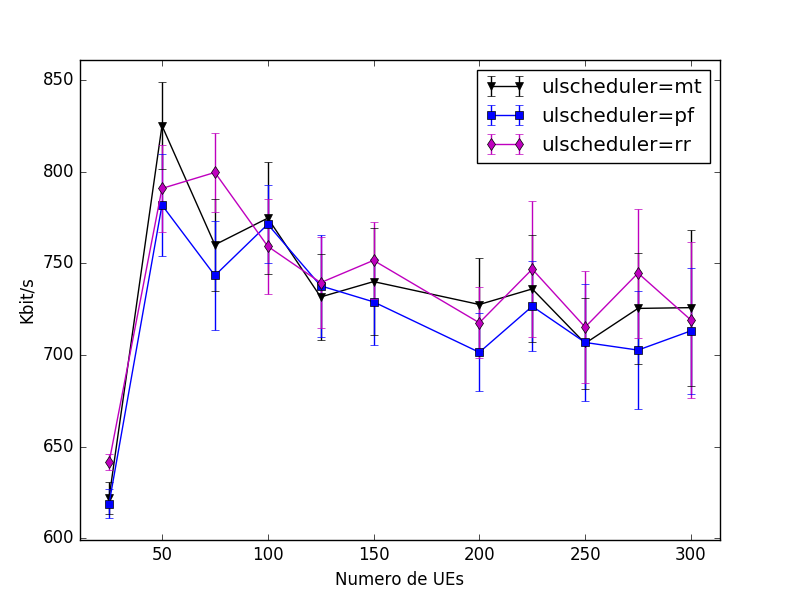 850
800
750
700
650
600
Kbit/s
50 100 150 200 250 300
Numero de UEs
ulscheduler=mt
ulscheduler=pf
ulscheduler=rr